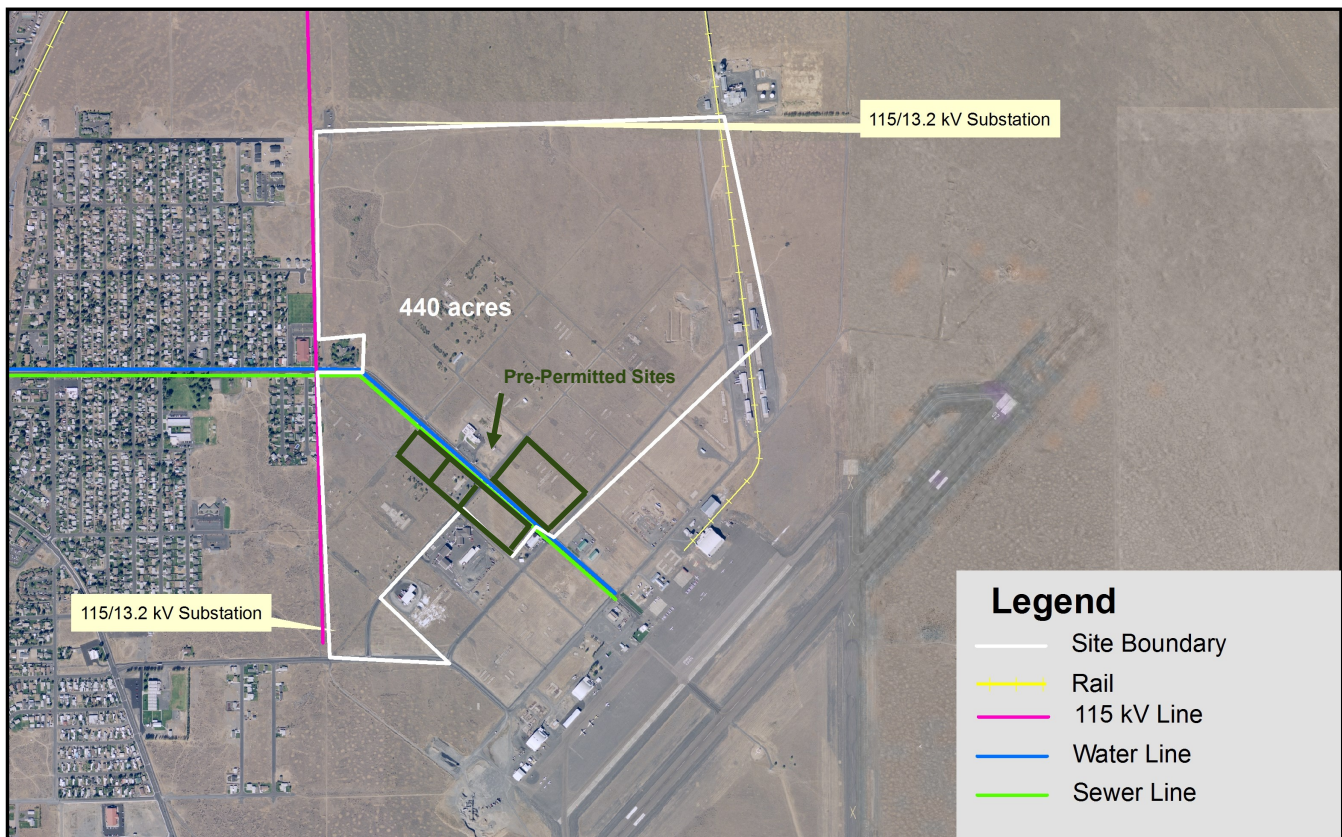 115/13.2 kV Substation
440 acres
Pre-Permitted Sites
115/13.2 kV Substation
Legend
Site Boundary
Rail
115 kV Line
Water Line
Sewer Line